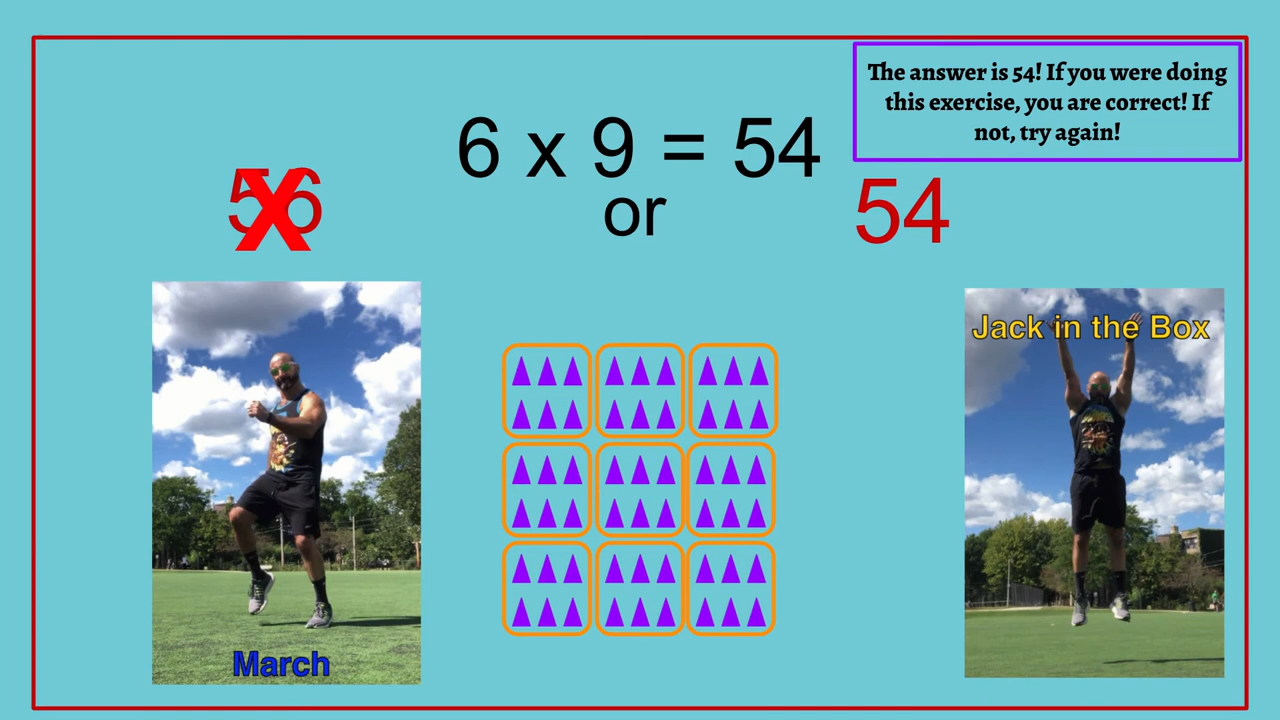 The answer is 54! If you were doing
this exercise, you are correct! If
not, try again!
6 x 9 = 54
56
X
or
54
Jack in the Box
March